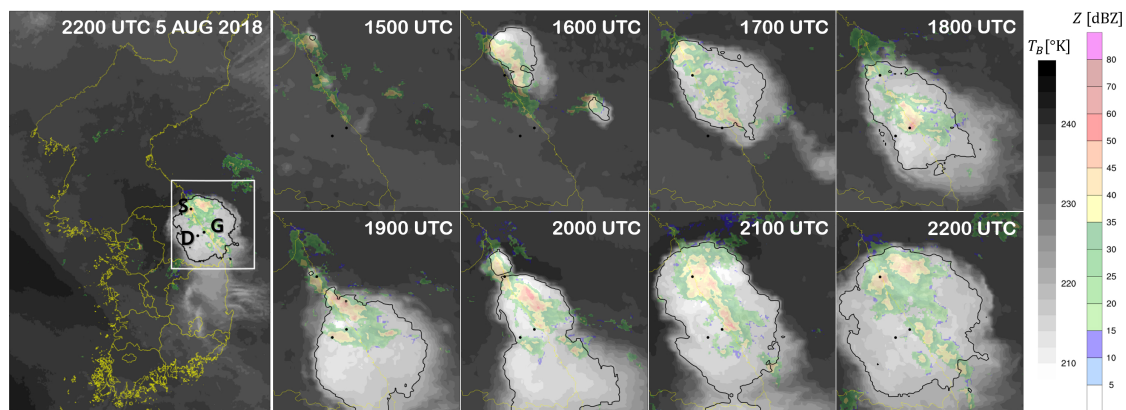 2200 UTC 5 AUG 2018
S
G
D
1500 UTC
1600 UTC
1700 UTC
1800 UTC
1900 UTC
2000 UTC
2100 UTC
2200 UTC
T_B [°K]
240
230
220
210
Z [dBZ]
80
70
60
50
45
40
35
30
25
20
15
10
5